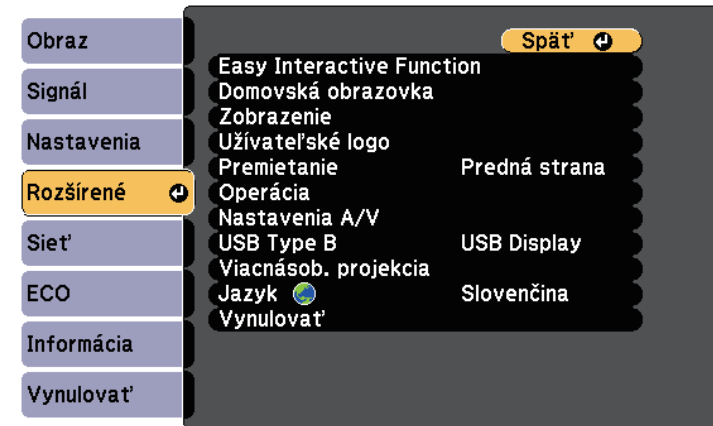 Obraz
Signál
Nastavenia
Rozšírené
Sieť
ECO
Informácia
Vynulovať
Späť
Easy Interactive Function
Domovská obrazovka
Zobrazenie
Užívateľské logo
Premietanie Predná strana
Operácia
Nastavenia A/V
USB Type B USB Display
Viacnásob. projekcia
Jazyk Slovenčina
Vynulovať